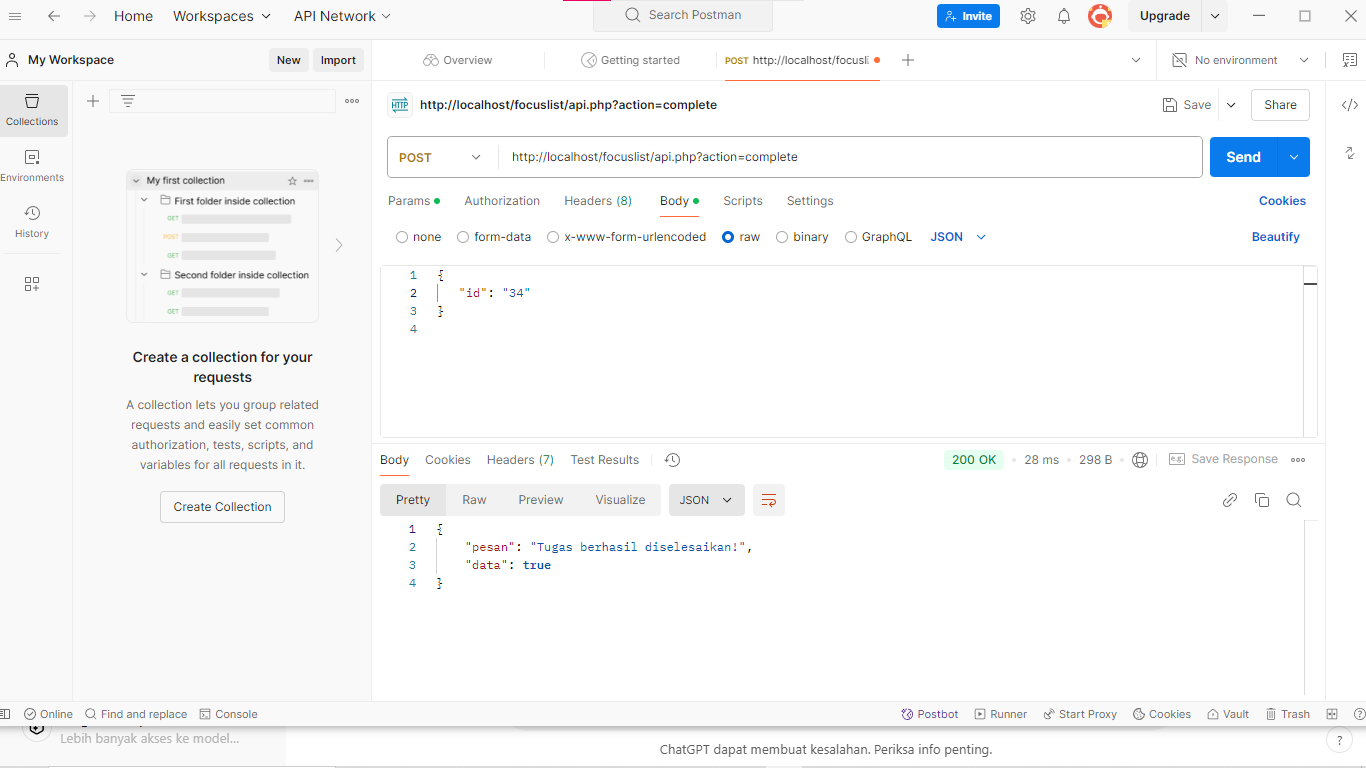 Home Workspaces API Network Search Postman Invite Upgrade
My Workspace New Import Overview Getting started POST http://localhost/focusli No environment
Collections
Environments
History
My first collection
First folder inside collection
GET
POST
GET
Second folder inside collection
GET
GET
Create a collection for your
requests
A collection lets you group related
requests and easily set common
authorization, tests, scripts, and
variables for all requests in it.
Create Collection
HTTP http://localhost/focuslist/api.php?action=complete Save Share
POST http://localhost/focuslist/api.php?action=complete Send
Params Authorization Headers (8) Body Scripts Settings Cookies
none form-data x-www-form-urlencoded raw binary GraphQL JSON Beautify
1 {
2 "id": "34"
3 }
4
Body Cookies Headers (7) Test Results 200 OK 28 ms 298 B e.g. Save Response
Pretty Raw Preview Visualize JSON
1 {
2 "pesan": "Tugas berhasil diselesaikan!",
3 "data": true
4 }
Online Find and replace Console Postbot Runner Start Proxy Cookies Vault Trash
Lebih banyak akses ke model...
ChatGPT dapat membuat kesalahan. Periksa info penting.
?